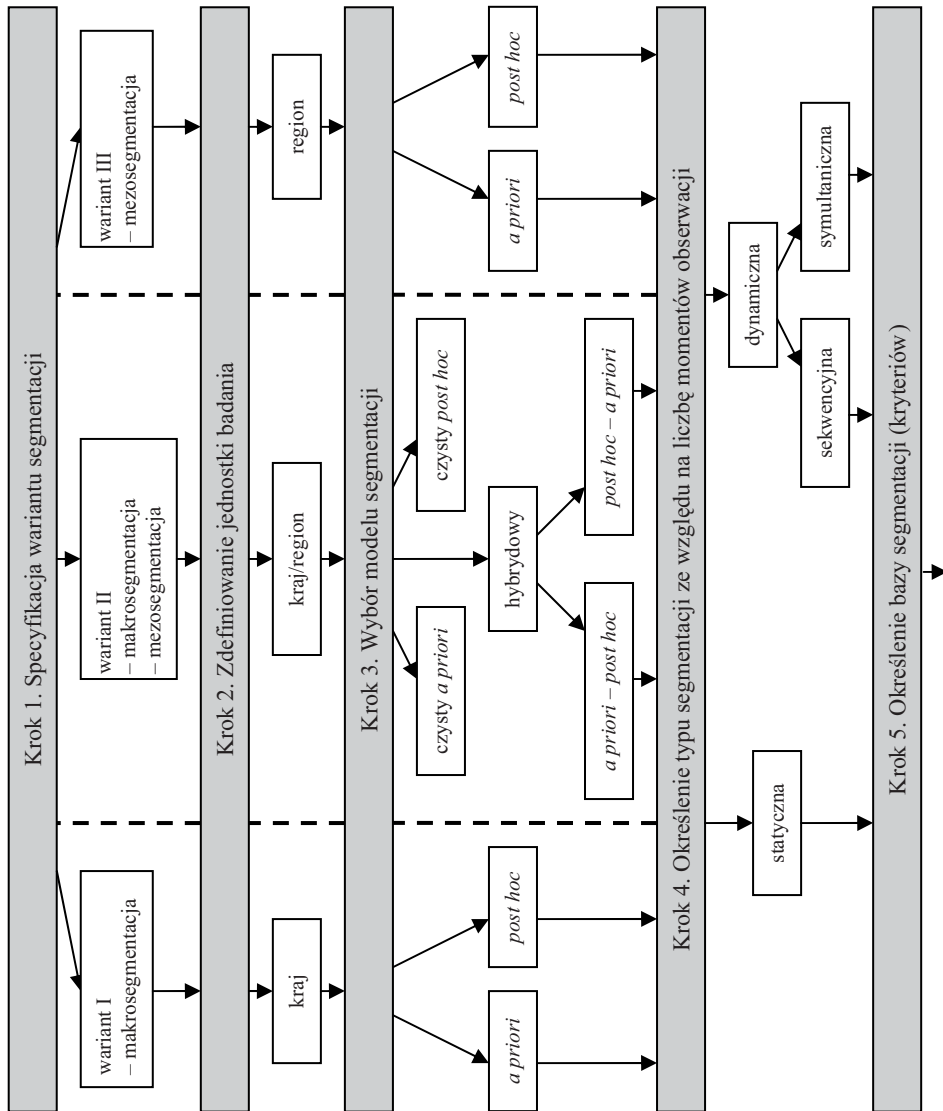 Krok 1. Specyfikacja wariantu segmentacji
wariant I
– makrosegmentacja
wariant II
– makrosegmentacja
– mezosegmentacja
wariant III
– mezosegmentacja
Krok 2. Zdefiniowanie jednostki badania
kraj
kraj/region
region
Krok 3. Wybór modelu segmentacji
a priori
post hoc
czysty a priori
hybrydowy
czysty post hoc
a priori
post hoc
a priori – post hoc
post hoc – a priori
Krok 4. Określenie typu segmentacji ze względu na liczbę momentów obserwacji
statyczna
dynamiczna
sekwencyjna
symultaniczna
Krok 5. Określenie bazy segmentacji (kryteriów)